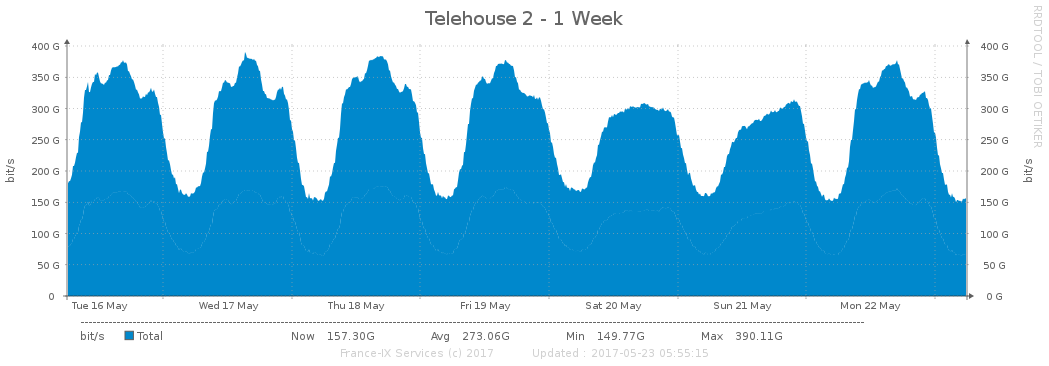 Telehouse 2 - 1 Week
RRDTOOL / TOBI OETIKER
bit/s
400 G
350 G
300 G
250 G
200 G
150 G
100 G
50 G
0
400 G
350 G
300 G
250 G
200 G
150 G
100 G
50 G
0 G
bit/s
Tue 16 May Wed 17 May Thu 18 May Fri 19 May Sat 20 May Sun 21 May Mon 22 May
bit/s Total Now 157.30G Avg 273.06G Min 149.77G Max 390.11G
France-IX Services (c) 2017 Updated : 2017-05-23 05:55:15